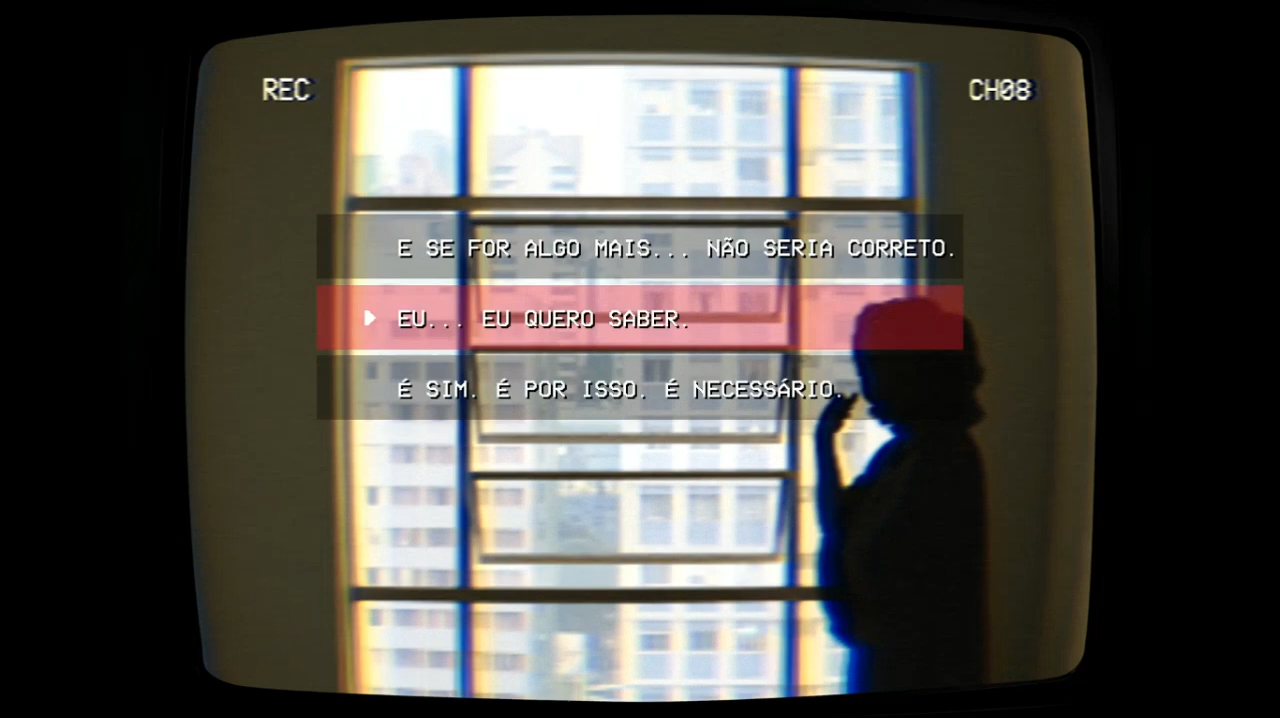 REC
CH08
E SE FOR ALGO MAIS... NÃO SERIA CORRETO.
EU... EU QUERO SABER.
É SIM. É POR ISSO. É NECESSÁRIO.